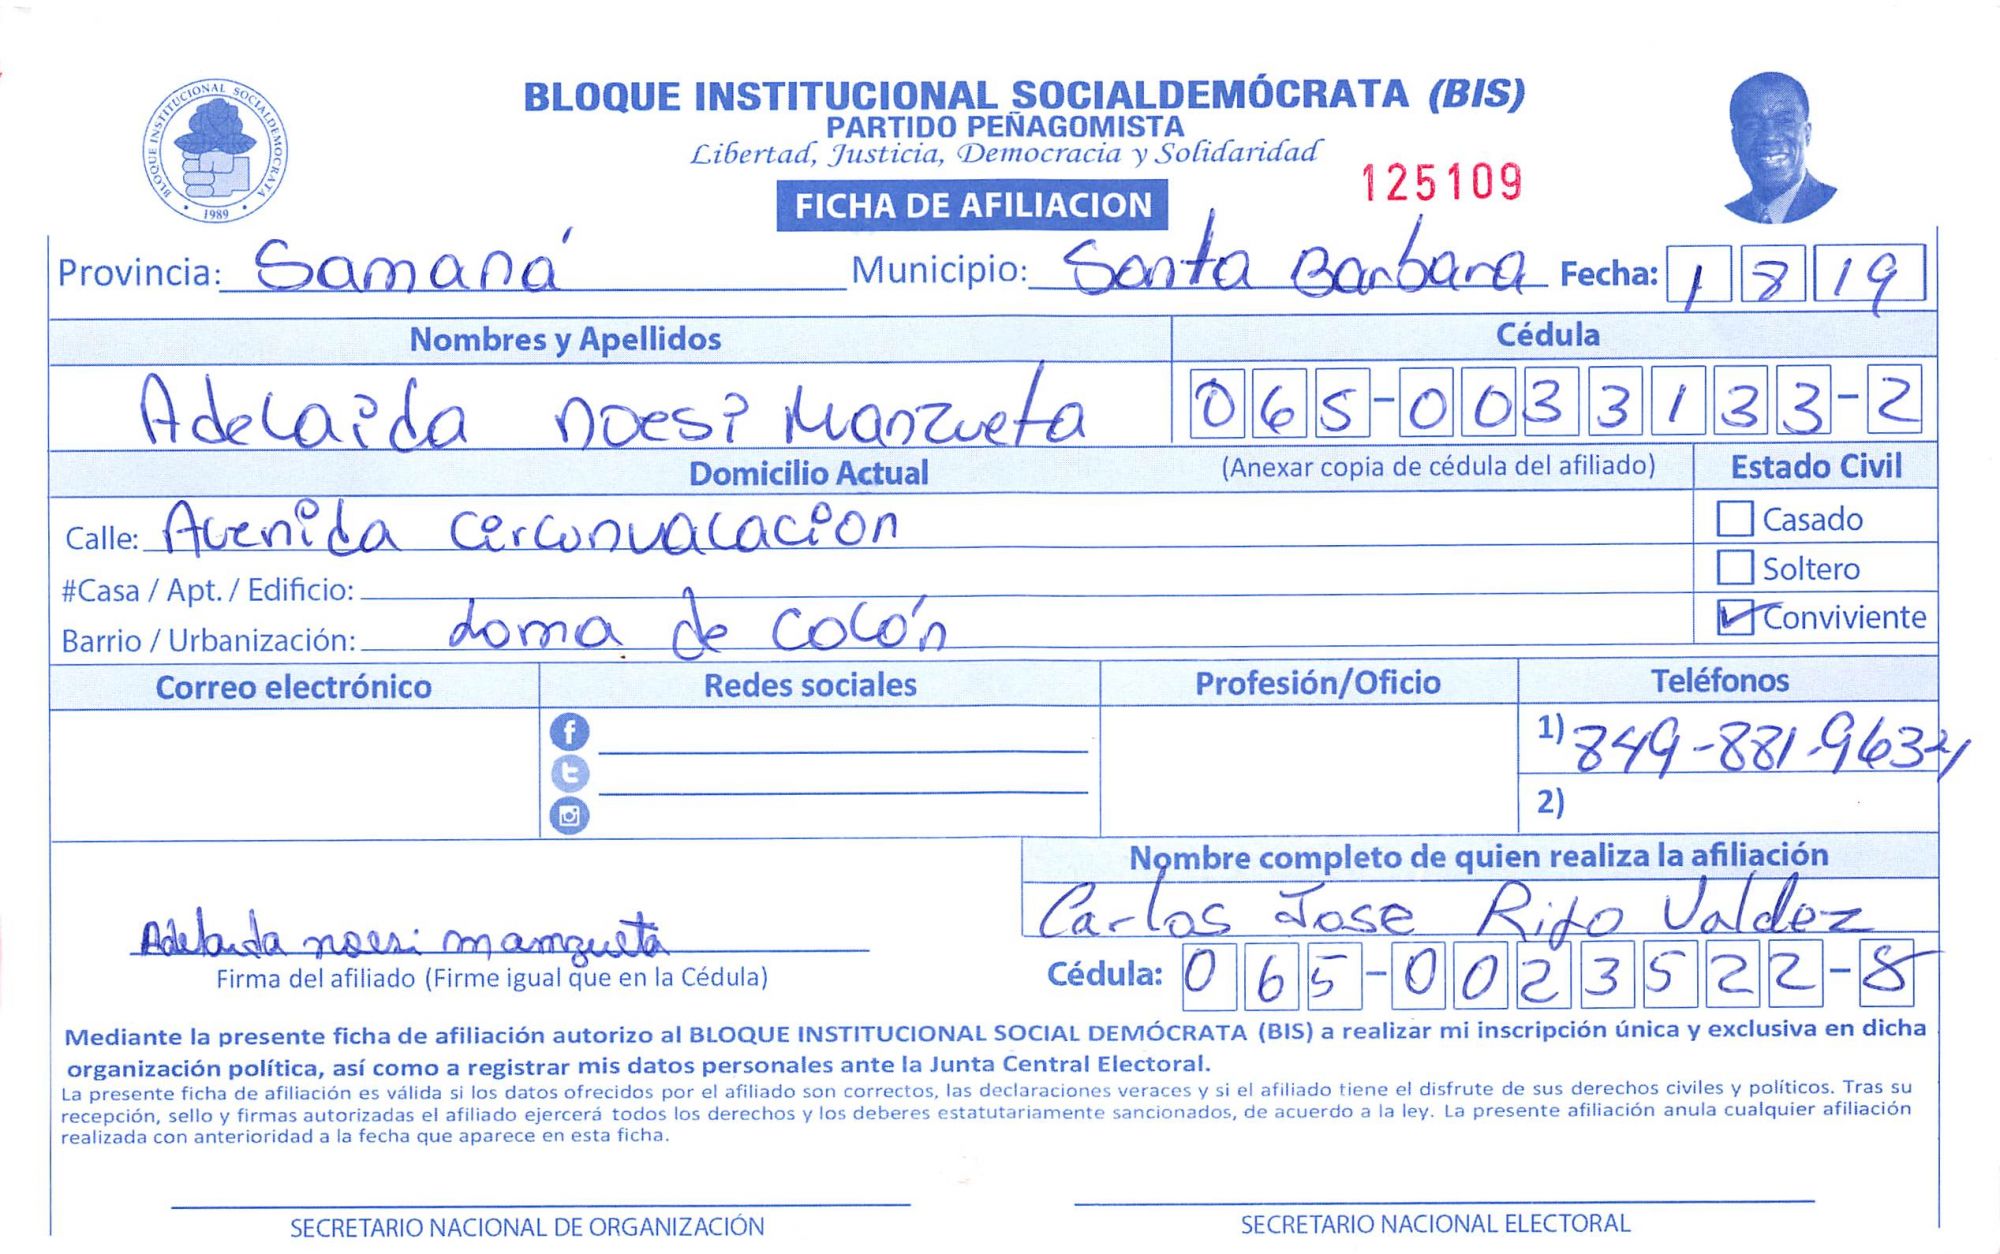 BLOQUE INSTITUCIONAL SOCIALDEMÓCRATA
1989
BLOQUE INSTITUCIONAL SOCIALDEMÓCRATA (BIS)
PARTIDO PEÑAGOMISTA
Libertad, Justicia, Democracia y Solidaridad
125109
FICHA DE AFILIACION
Provincia: Samaná Municipio: Santa Barbara Fecha: 1 8 19
Nombres y Apellidos Cédula
Adelaida noesi Manzueta 065-0033133-2
Domicilio Actual (Anexar copia de cédula del afiliado) Estado Civil
Calle: Avenida circunvalacion Casado
#Casa / Apt. / Edificio: Soltero
Barrio / Urbanización: Loma de Colón Conviviente
Correo electrónico Redes sociales Profesión/Oficio Teléfonos
1) 849-881-9634
2)
Nombre completo de quien realiza la afiliación
Carlos Jose Rijo Valdez
Adelaida noesi mamzueta
Firma del afiliado (Firme igual que en la Cédula) Cédula: 065-0023522-8
Mediante la presente ficha de afiliación autorizo al BLOQUE INSTITUCIONAL SOCIAL DEMÓCRATA (BIS) a realizar mi inscripción única y exclusiva en dicha
organización política, así como a registrar mis datos personales ante la Junta Central Electoral.
La presente ficha de afiliación es válida si los datos ofrecidos por el afiliado son correctos, las declaraciones veraces y si el afiliado tiene el disfrute de sus derechos civiles y políticos. Tras su
recepción, sello y firmas autorizadas el afiliado ejercerá todos los derechos y los deberes estatutariamente sancionados, de acuerdo a la ley. La presente afiliación anula cualquier afiliación
realizada con anterioridad a la fecha que aparece en esta ficha.
SECRETARIO NACIONAL DE ORGANIZACIÓN SECRETARIO NACIONAL ELECTORAL